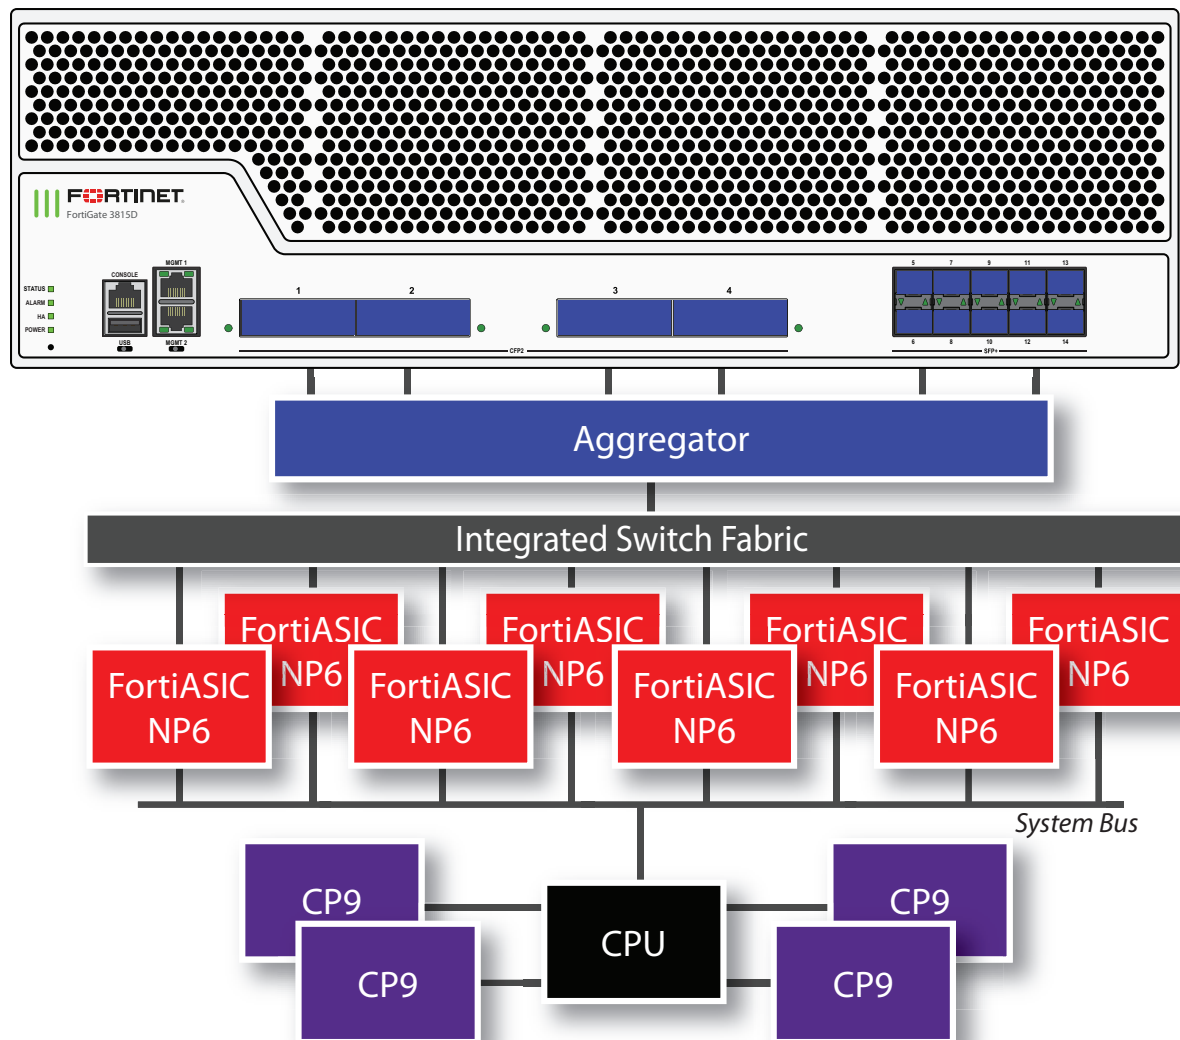 FORTINET
FortiGate 3815D
STATUS
ALARM
HA
POWER
CONSOLE
USB
MGMT 1
MGMT 2
1 2 3 4
CFP2
5 7 9 11 13
6 8 10 12 14
SFP+
Aggregator
Integrated Switch Fabric
FortiASIC
NP6
FortiASIC
NP6
FortiASIC
NP6
FortiASIC
NP6
FortiASIC
NP6
FortiASIC
NP6
FortiASIC
NP6
FortiASIC
NP6
System Bus
CP9
CP9
CPU
CP9
CP9